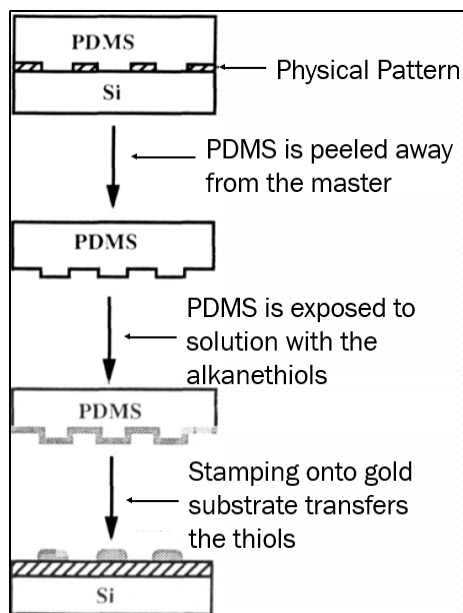 PDMS
Physical Pattern
Si
PDMS is peeled away
from the master
PDMS
PDMS is exposed to
solution with the
alkanethiols
PDMS
Stamping onto gold
substrate transfers
the thiols
Si